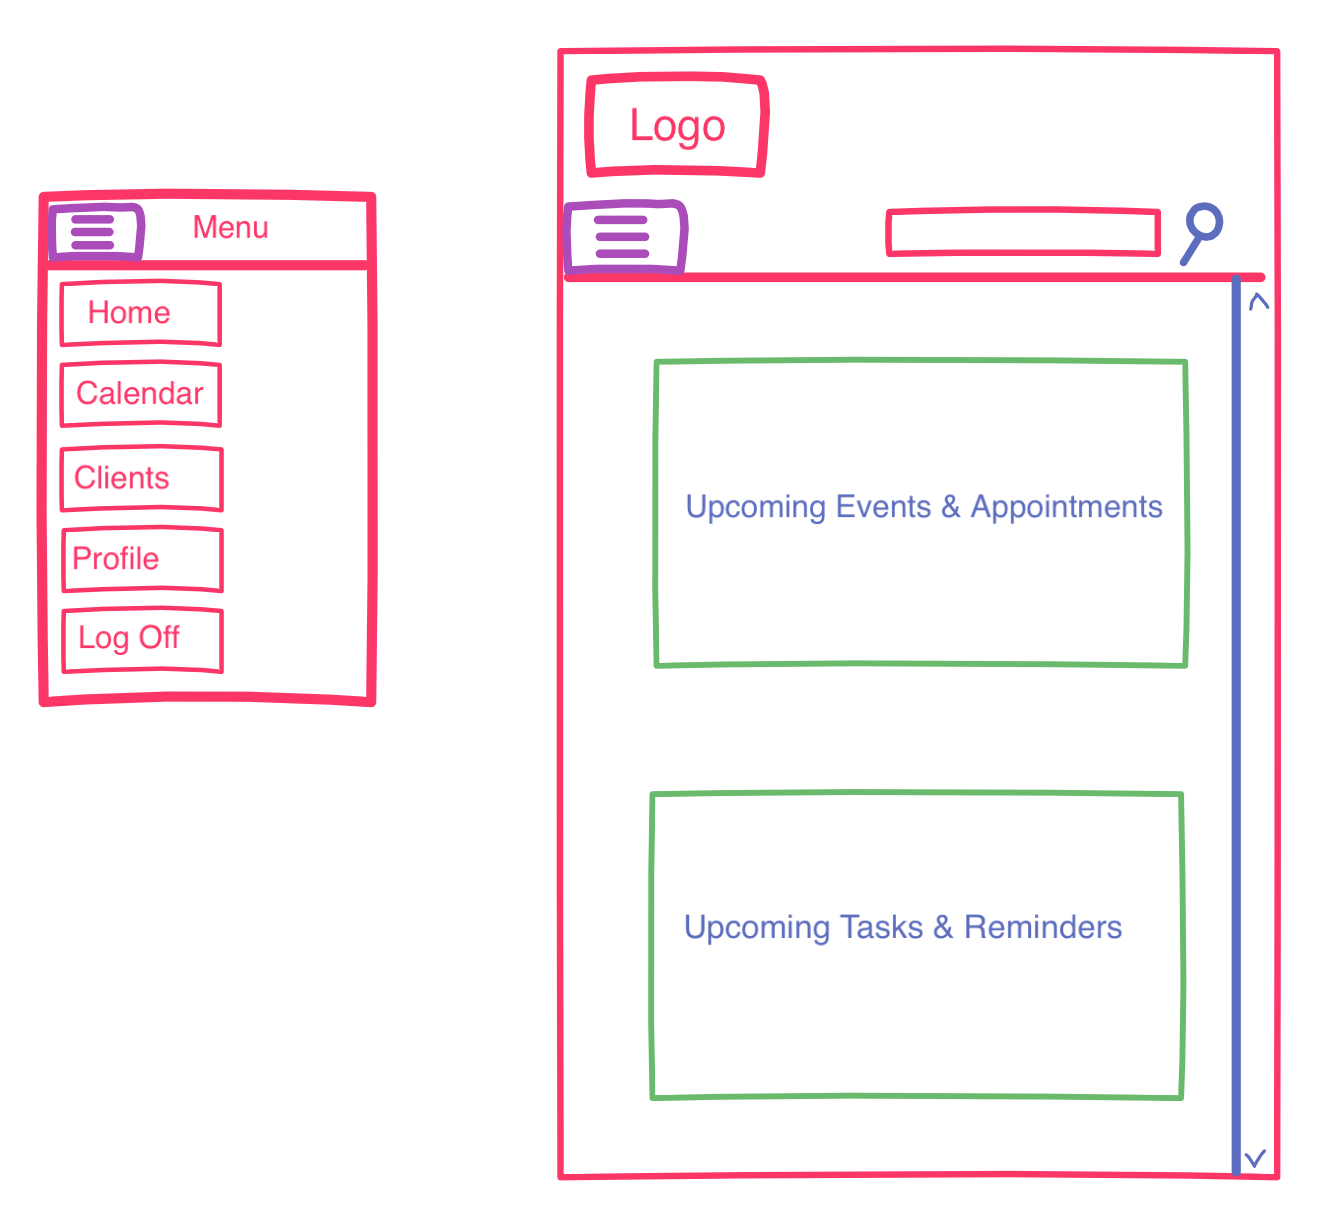 Menu
Home
Calendar
Clients
Profile
Log Off
Logo
Upcoming Events & Appointments
Upcoming Tasks & Reminders